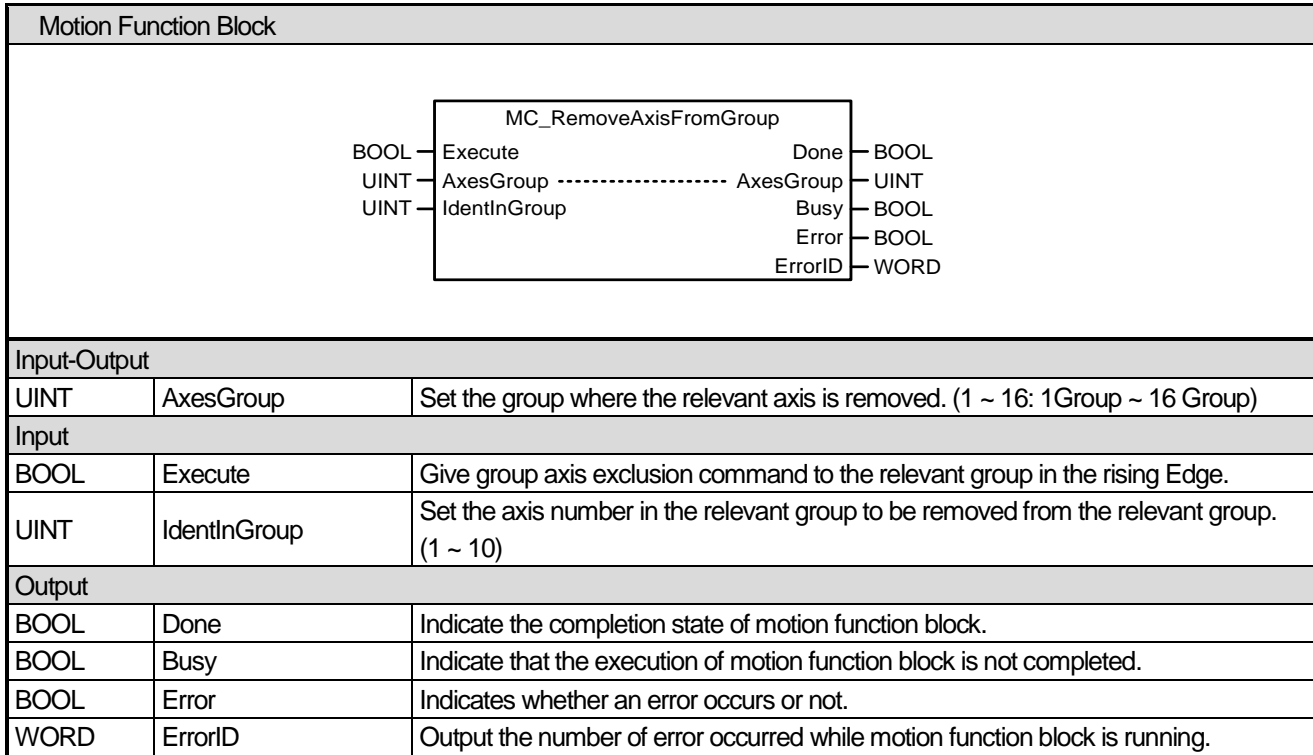 Motion Function Block
MC_RemoveAxisFromGroup
BOOL Execute Done BOOL
UINT AxesGroup AxesGroup UINT
UINT IdentInGroup Busy BOOL
Error BOOL
ErrorID WORD
Input-Output
UINT AxesGroup Set the group where the relevant axis is removed. (1 ~ 16: 1Group ~ 16 Group)
Input
BOOL Execute Give group axis exclusion command to the relevant group in the rising Edge.
UINT IdentInGroup Set the axis number in the relevant group to be removed from the relevant group.
(1 ~ 10)
Output
BOOL Done Indicate the completion state of motion function block.
BOOL Busy Indicate that the execution of motion function block is not completed.
BOOL Error Indicates whether an error occurs or not.
WORD ErrorID Output the number of error occurred while motion function block is running.